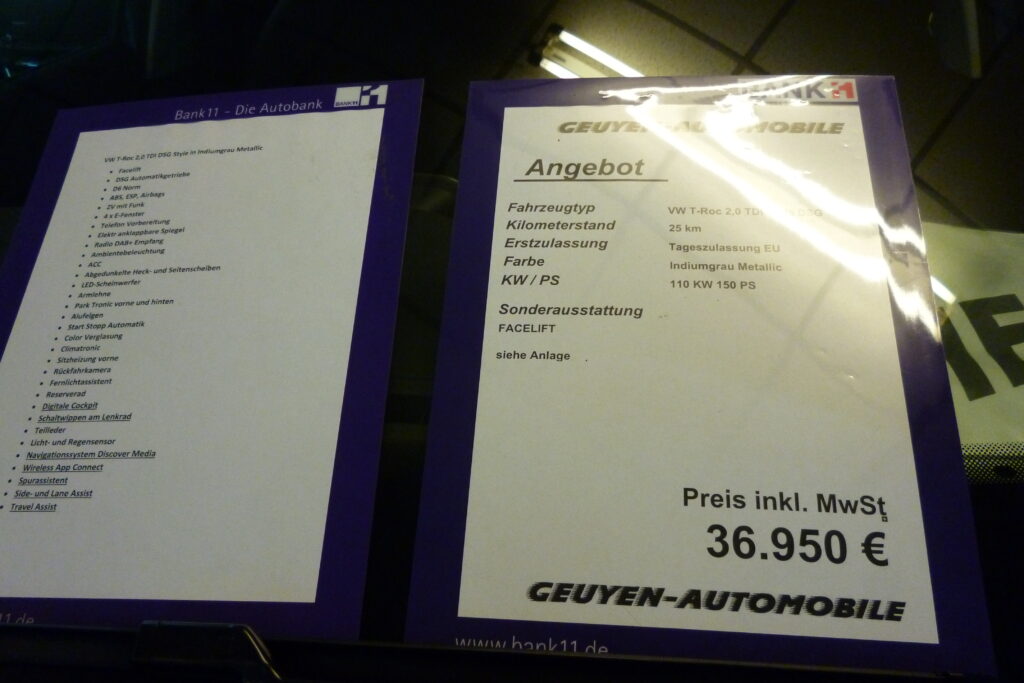 Bank11 - Die Autobank BANK11
VW T-Roc 2,0 TDI DSG Style in Indiumgrau Metallic
• Facelift
• DSG Automatikgetriebe
• D6 Norm
• ABS, ESP, Airbags
• ZV mit Funk
• 4 x E-Fenster
• Telefon Vorbereitung
• Elektr anklappbare Spiegel
• Radio DAB+ Empfang
• Ambientebeleuchtung
• ACC
• Abgedunkelte Heck- und Seitenscheiben
• LED-Scheinwerfer
• Armlehne
• Park Tronic vorne und hinten
• Alufelgen
• Start Stopp Automatik
• Color Verglasung
• Climatronic
• Sitzheizung vorne
• Rückfahrkamera
• Fernlichtassistent
• Reserverad
• Digitale Cockpit
• Schaltwippen am Lenkrad
• Teilleder
• Licht- und Regensensor
• Navigationssystem Discover Media
• Wireless App Connect
• Spurassistent
• Side- und Lane Assist
• Travel Assist
11.de
BANK11
GEUYEN-AUTOMOBILE
Angebot
Fahrzeugtyp VW T-Roc 2,0 TDI DSG
Kilometerstand 25 km
Erstzulassung Tageszulassung EU
Farbe Indiumgrau Metallic
KW / PS 110 KW 150 PS
Sonderausstattung
FACELIFT
siehe Anlage
Preis inkl. MwSt
36.950 €
GEUYEN-AUTOMOBILE
www.bank11.de